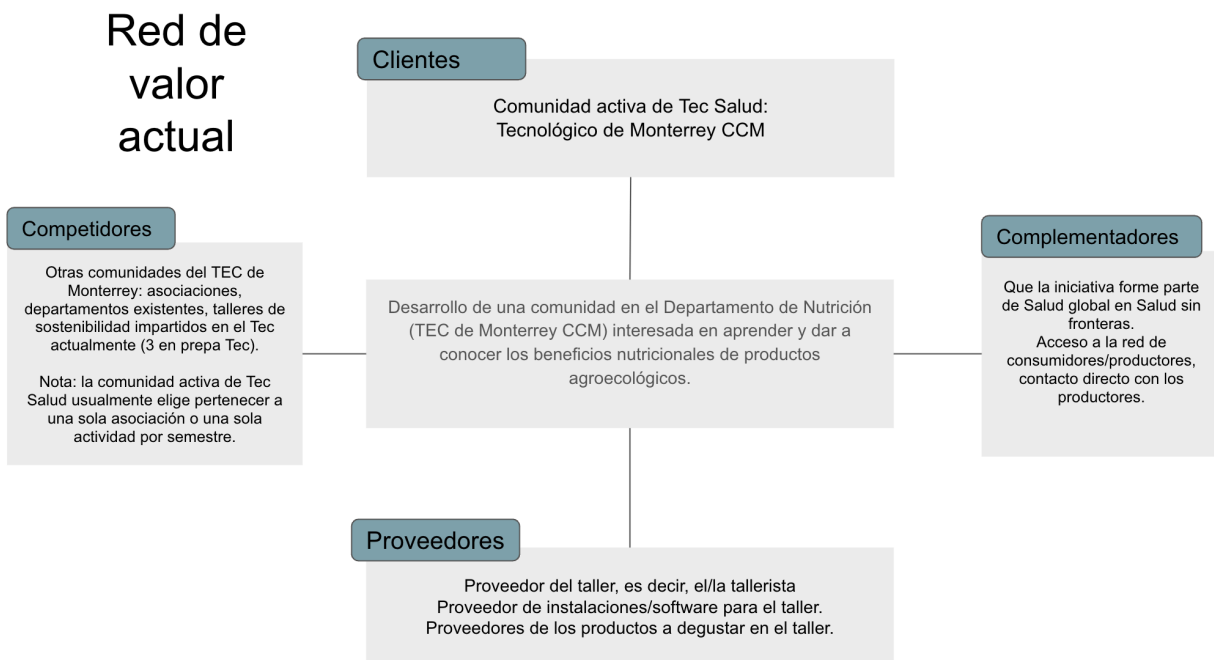 Red de
valor
actual
Clientes
Comunidad activa de Tec Salud:
Tecnológico de Monterrey CCM
Competidores
Otras comunidades del TEC de
Monterrey: asociaciones,
departamentos existentes, talleres de
sostenibilidad impartidos en el Tec
actualmente (3 en prepa Tec).
Nota: la comunidad activa de Tec
Salud usualmente elige pertenecer a
una sola asociación o una sola
actividad por semestre.
Desarrollo de una comunidad en el Departamento de Nutrición
(TEC de Monterrey CCM) interesada en aprender y dar a
conocer los beneficios nutricionales de productos
agroecológicos.
Complementadores
Que la iniciativa forme parte
de Salud global en Salud sin
fronteras.
Acceso a la red de
consumidores/productores,
contacto directo con los
productores.
Proveedores
Proveedor del taller, es decir, el/la tallerista
Proveedor de instalaciones/software para el taller.
Proveedores de los productos a degustar en el taller.